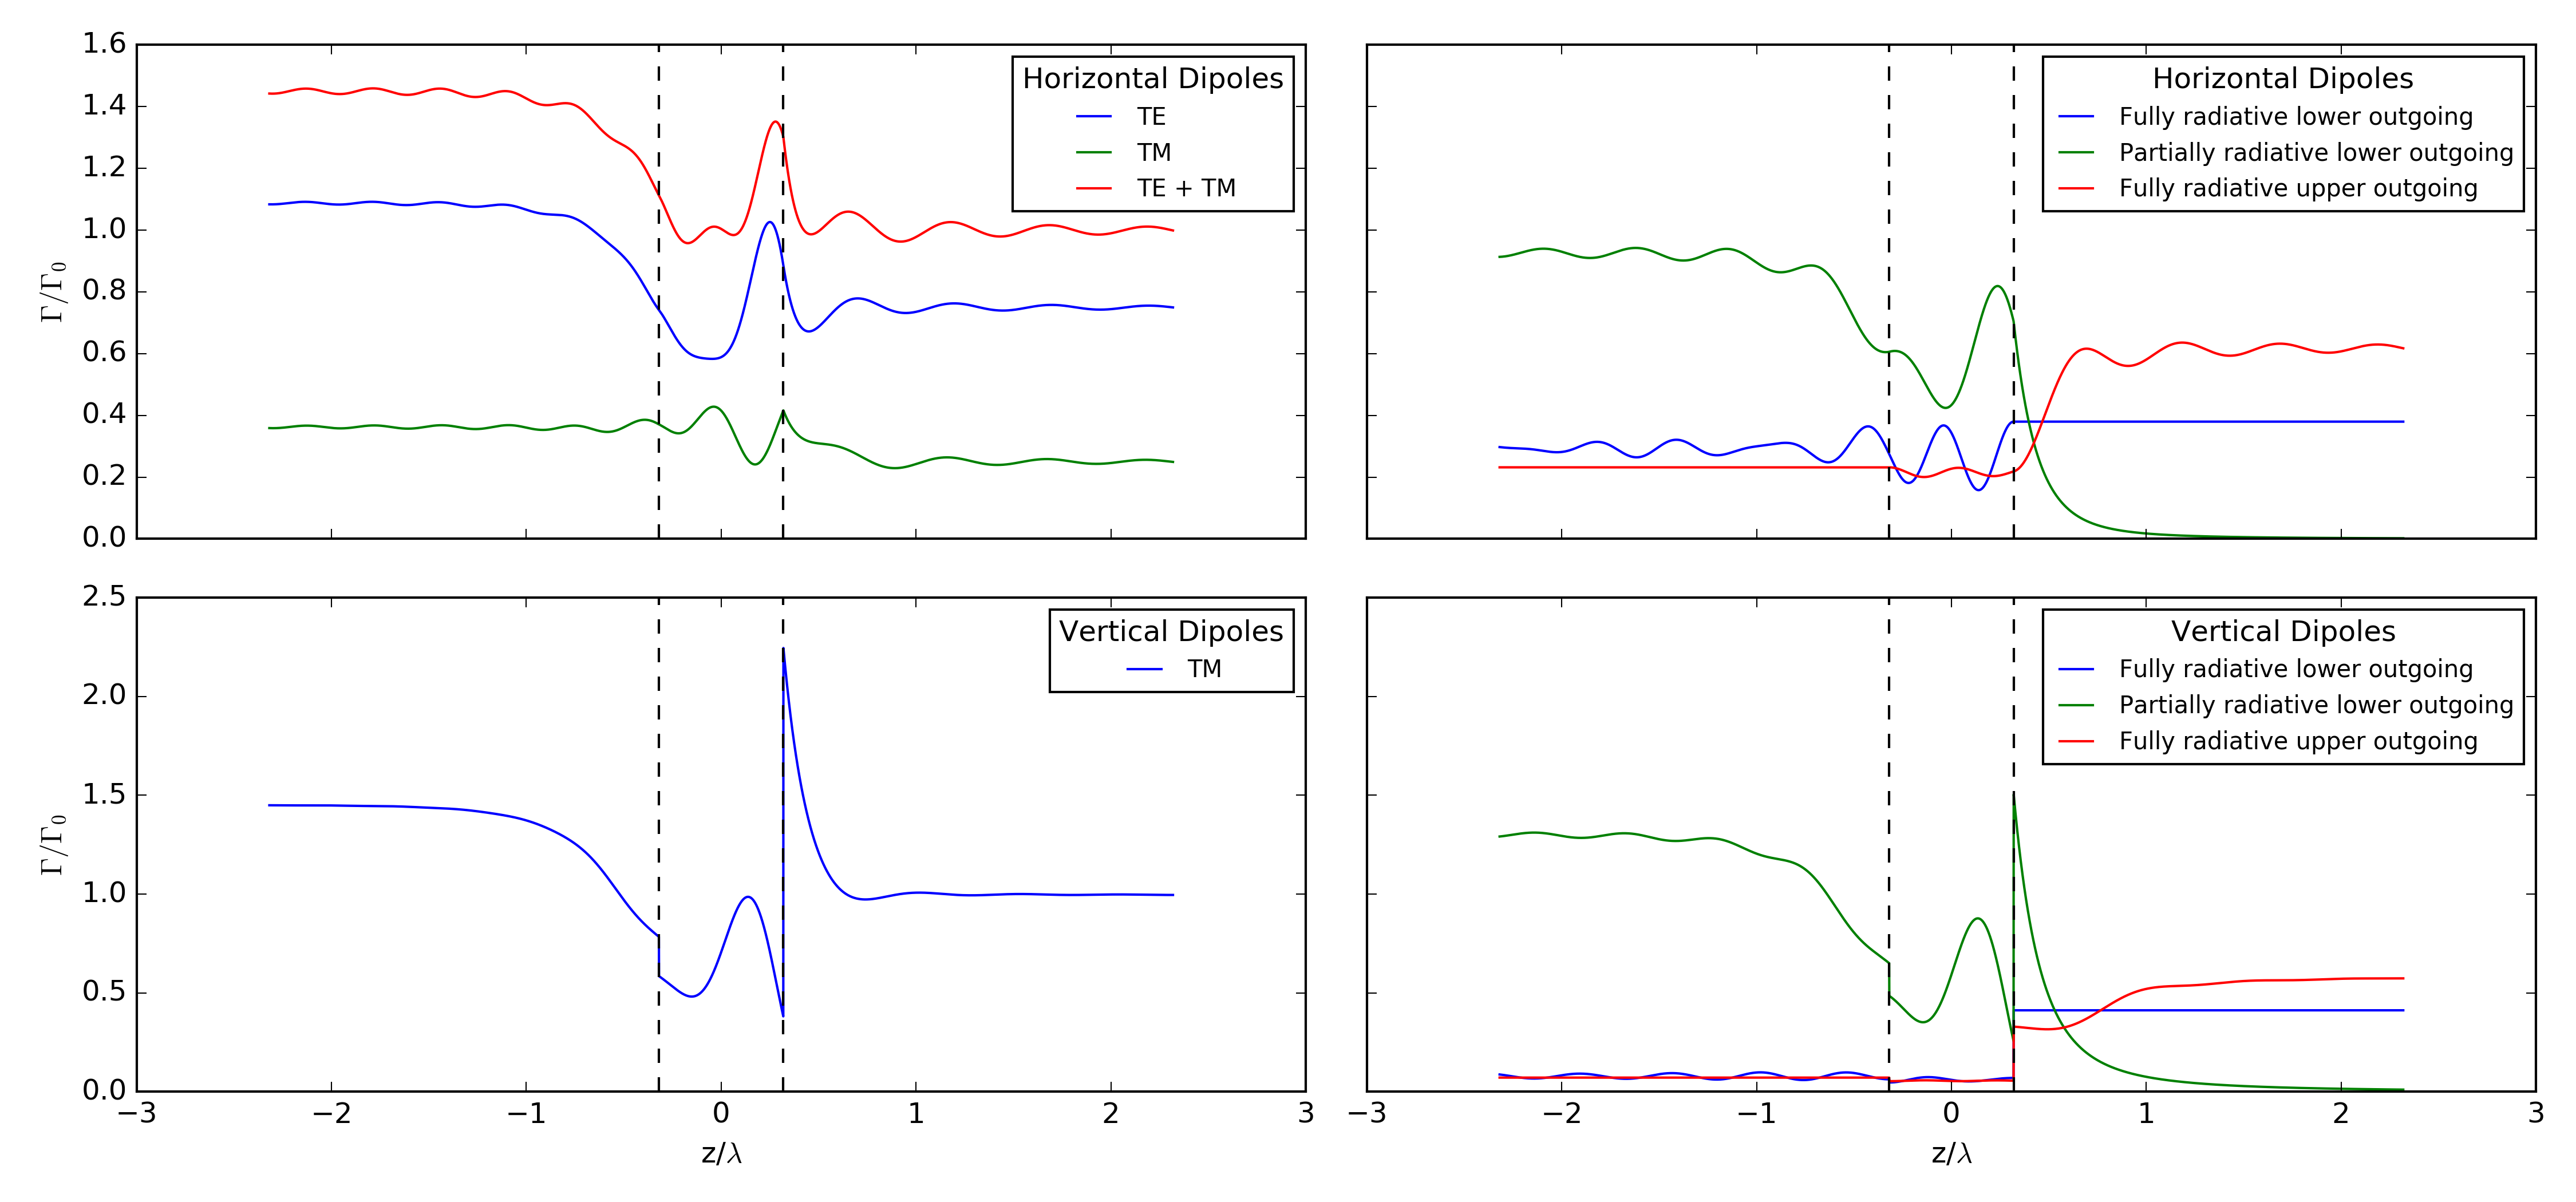 1.6
1.4
1.2
1.0
0.8
0.6
0.4
0.2
0.0
Γ/Γ₀
Horizontal Dipoles
TE
TM
TE + TM
Horizontal Dipoles
Fully radiative lower outgoing
Partially radiative lower outgoing
Fully radiative upper outgoing
2.5
2.0
1.5
1.0
0.5
0.0
Γ/Γ₀
Vertical Dipoles
TM
−3 −2 −1 0 1 2 3
z/λ
Vertical Dipoles
Fully radiative lower outgoing
Partially radiative lower outgoing
Fully radiative upper outgoing
−3 −2 −1 0 1 2 3
z/λ